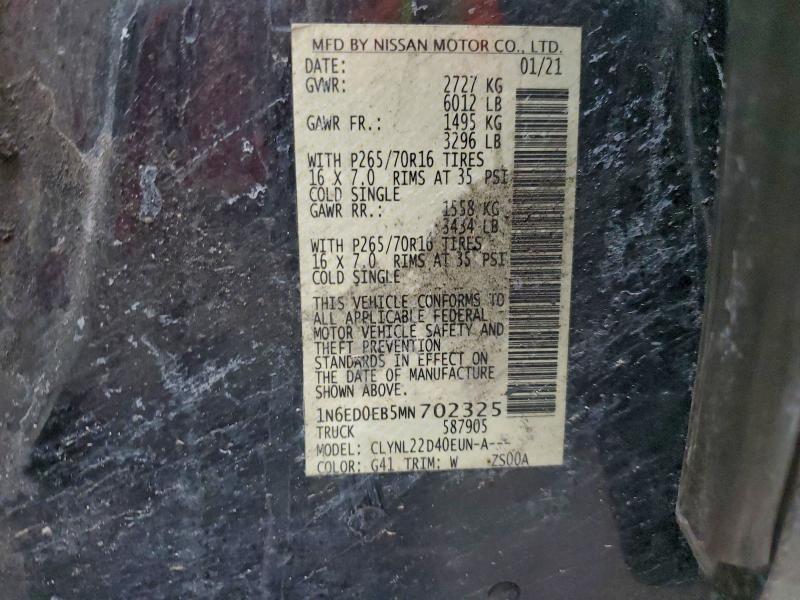 MFD BY NISSAN MOTOR CO., LTD.
DATE: 01/21
GVWR: 2727 KG
6012 LB
GAWR FR.: 1495 KG
3296 LB
WITH P265/70R16 TIRES
16 X 7.0 RIMS AT 35 PSI
COLD SINGLE
GAWR RR.: 1558 KG
3434 LB
WITH P265/70R16 TIRES
16 X 7.0 RIMS AT 35 PSI
COLD SINGLE
THIS VEHICLE CONFORMS TO
ALL APPLICABLE FEDERAL
MOTOR VEHICLE SAFETY AND
THEFT PREVENTION
STANDARDS IN EFFECT ON
THE DATE OF MANUFACTURE
SHOWN ABOVE.
1N6ED0EB5MN702325
TRUCK 587905
MODEL: CLYNL22D40EUN-A---
COLOR: G41 TRIM: W ZS00A